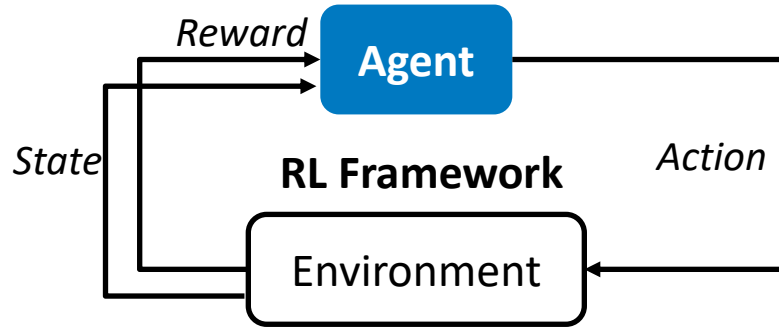 Reward
Agent
State
RL Framework
Action
Environment